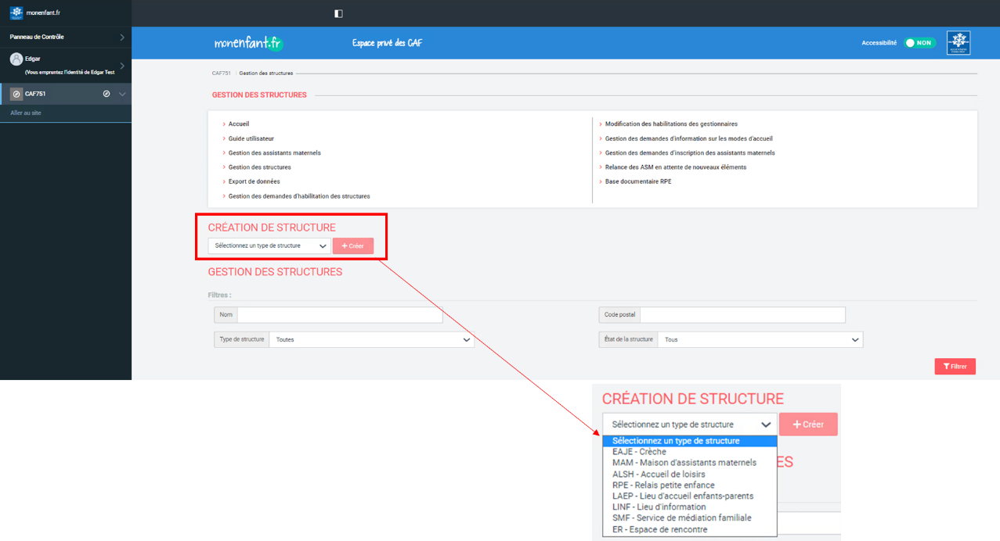 monenfant.fr
Panneau de Contrôle
Edgar
(Vous empruntez l'identité de Edgar Test
CAF751
Aller au site
monenfant.fr
Espace privé des CAF
Accessibilité
NON
CAF751
Gestion des structures
GESTION DES STRUCTURES
Accueil
Guide utilisateur
Gestion des assistants maternels
Gestion des structures
Export de données
Gestion des demandes d'habilitation des structures
Modification des habilitations des gestionnaires
Gestion des demandes d'information sur les modes d'accueil
Gestion des demandes d'inscription des assistants maternels
Relance des ASM en attente de nouveaux éléments
Base documentaire RPE
CRÉATION DE STRUCTURE
Sélectionnez un type de structure
+ Créer
GESTION DES STRUCTURES
Filtres :
Nom
Code postal
Type de structure
Toutes
État de la structure
Tous
Filtrer
CRÉATION DE STRUCTURE
Sélectionnez un type de structure
+ Créer
Sélectionnez un type de structure
EAJE - Crèche
MAM - Maison d'assistants maternels
ES
ALSH - Accueil de loisirs
RPE - Relais petite enfance
LAEP - Lieu d'accueil enfants-parents
LINF - Lieu d'information
SMF - Service de médiation familiale
ER - Espace de rencontre